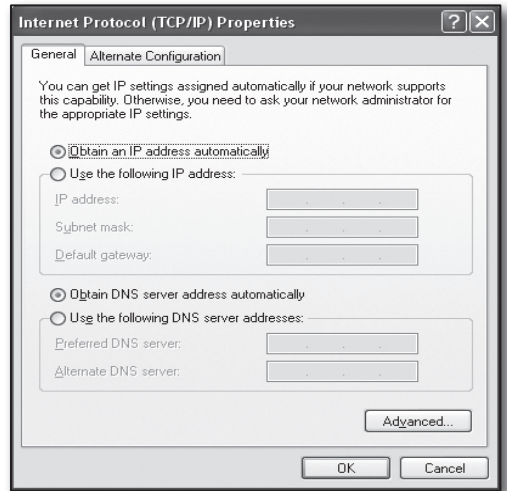 Internet Protocol (TCP/IP) Properties
General
Alternate Configuration
You can get IP settings assigned automatically if your network supports
this capability. Otherwise, you need to ask your network administrator for
the appropriate IP settings.
Obtain an IP address automatically
Use the following IP address:
IP address:
Subnet mask:
Default gateway:
Obtain DNS server address automatically
Use the following DNS server addresses:
Preferred DNS server:
Alternate DNS server:
Advanced...
OK
Cancel